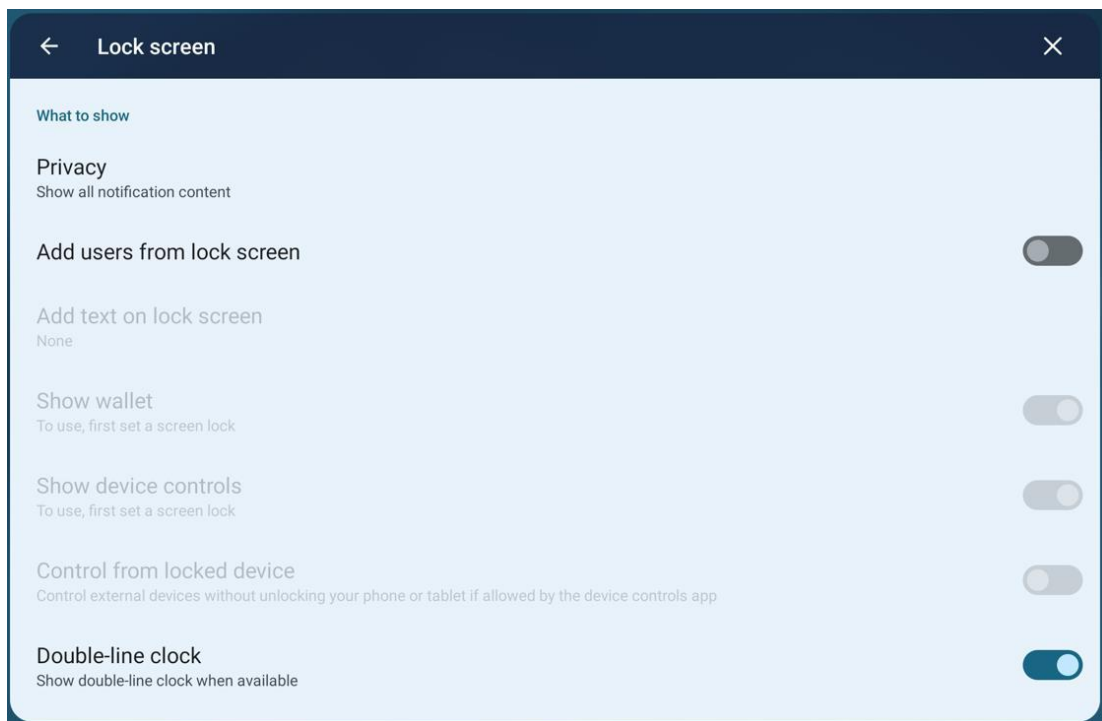 Lock screen
What to show
Privacy
Show all notification content
Add users from lock screen
Add text on lock screen
None
Show wallet
To use, first set a screen lock
Show device controls
To use, first set a screen lock
Control from locked device
Control external devices without unlocking your phone or tablet if allowed by the device controls app
Double-line clock
Show double-line clock when available